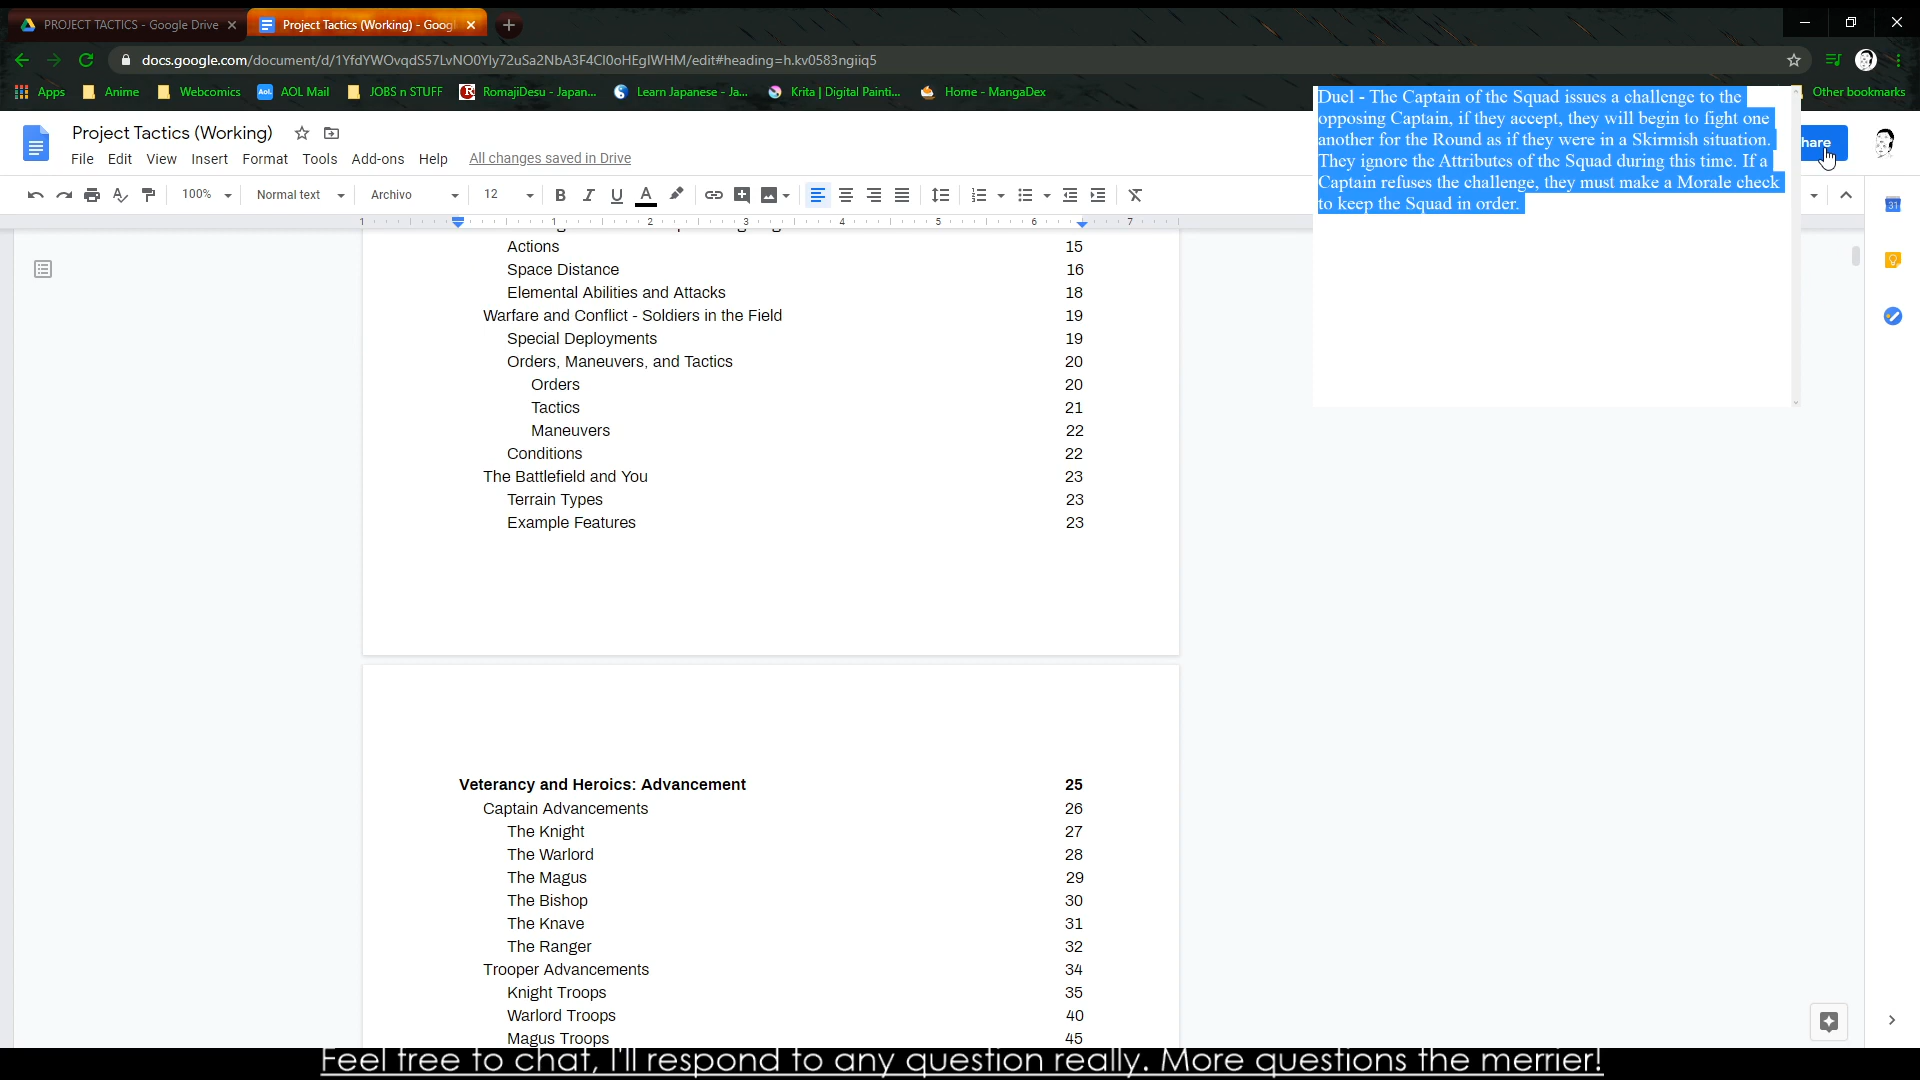 PROJECT TACTICS - Google Drive
Project Tactics (Working) - Goog
docs.google.com/document/d/1YfdYWOvqdS57LvNO0Yly72uSa2NbA3F4Cl0oHEglWHM/edit#heading=h.kv0583ngiiq5
Apps
Anime
Webcomics
Aol.
AOL Mail
JOBS n STUFF
RomajiDesu - Japan...
Learn Japanese - Ja...
Krita | Digital Painti...
Home - MangaDex
Other bookmarks
Project Tactics (Working)
File Edit View Insert Format Tools Add-ons Help All changes saved in Drive
hare
100% Normal text Archivo 12
Duel - The Captain of the Squad issues a challenge to the
opposing Captain, if they accept, they will begin to fight one
another for the Round as if they were in a Skirmish situation.
They ignore the Attributes of the Squad during this time. If a
Captain refuses the challenge, they must make a Morale check
to keep the Squad in order.
1 1 2 3 4 5 6 7
31
Actions 15
Space Distance 16
Elemental Abilities and Attacks 18
Warfare and Conflict - Soldiers in the Field 19
Special Deployments 19
Orders, Maneuvers, and Tactics 20
Orders 20
Tactics 21
Maneuvers 22
Conditions 22
The Battlefield and You 23
Terrain Types 23
Example Features 23
Veterancy and Heroics: Advancement 25
Captain Advancements 26
The Knight 27
The Warlord 28
The Magus 29
The Bishop 30
The Knave 31
The Ranger 32
Trooper Advancements 34
Knight Troops 35
Warlord Troops 40
Magus Troops 45
Feel free to chat, I'll respond to any question really. More questions the merrier!